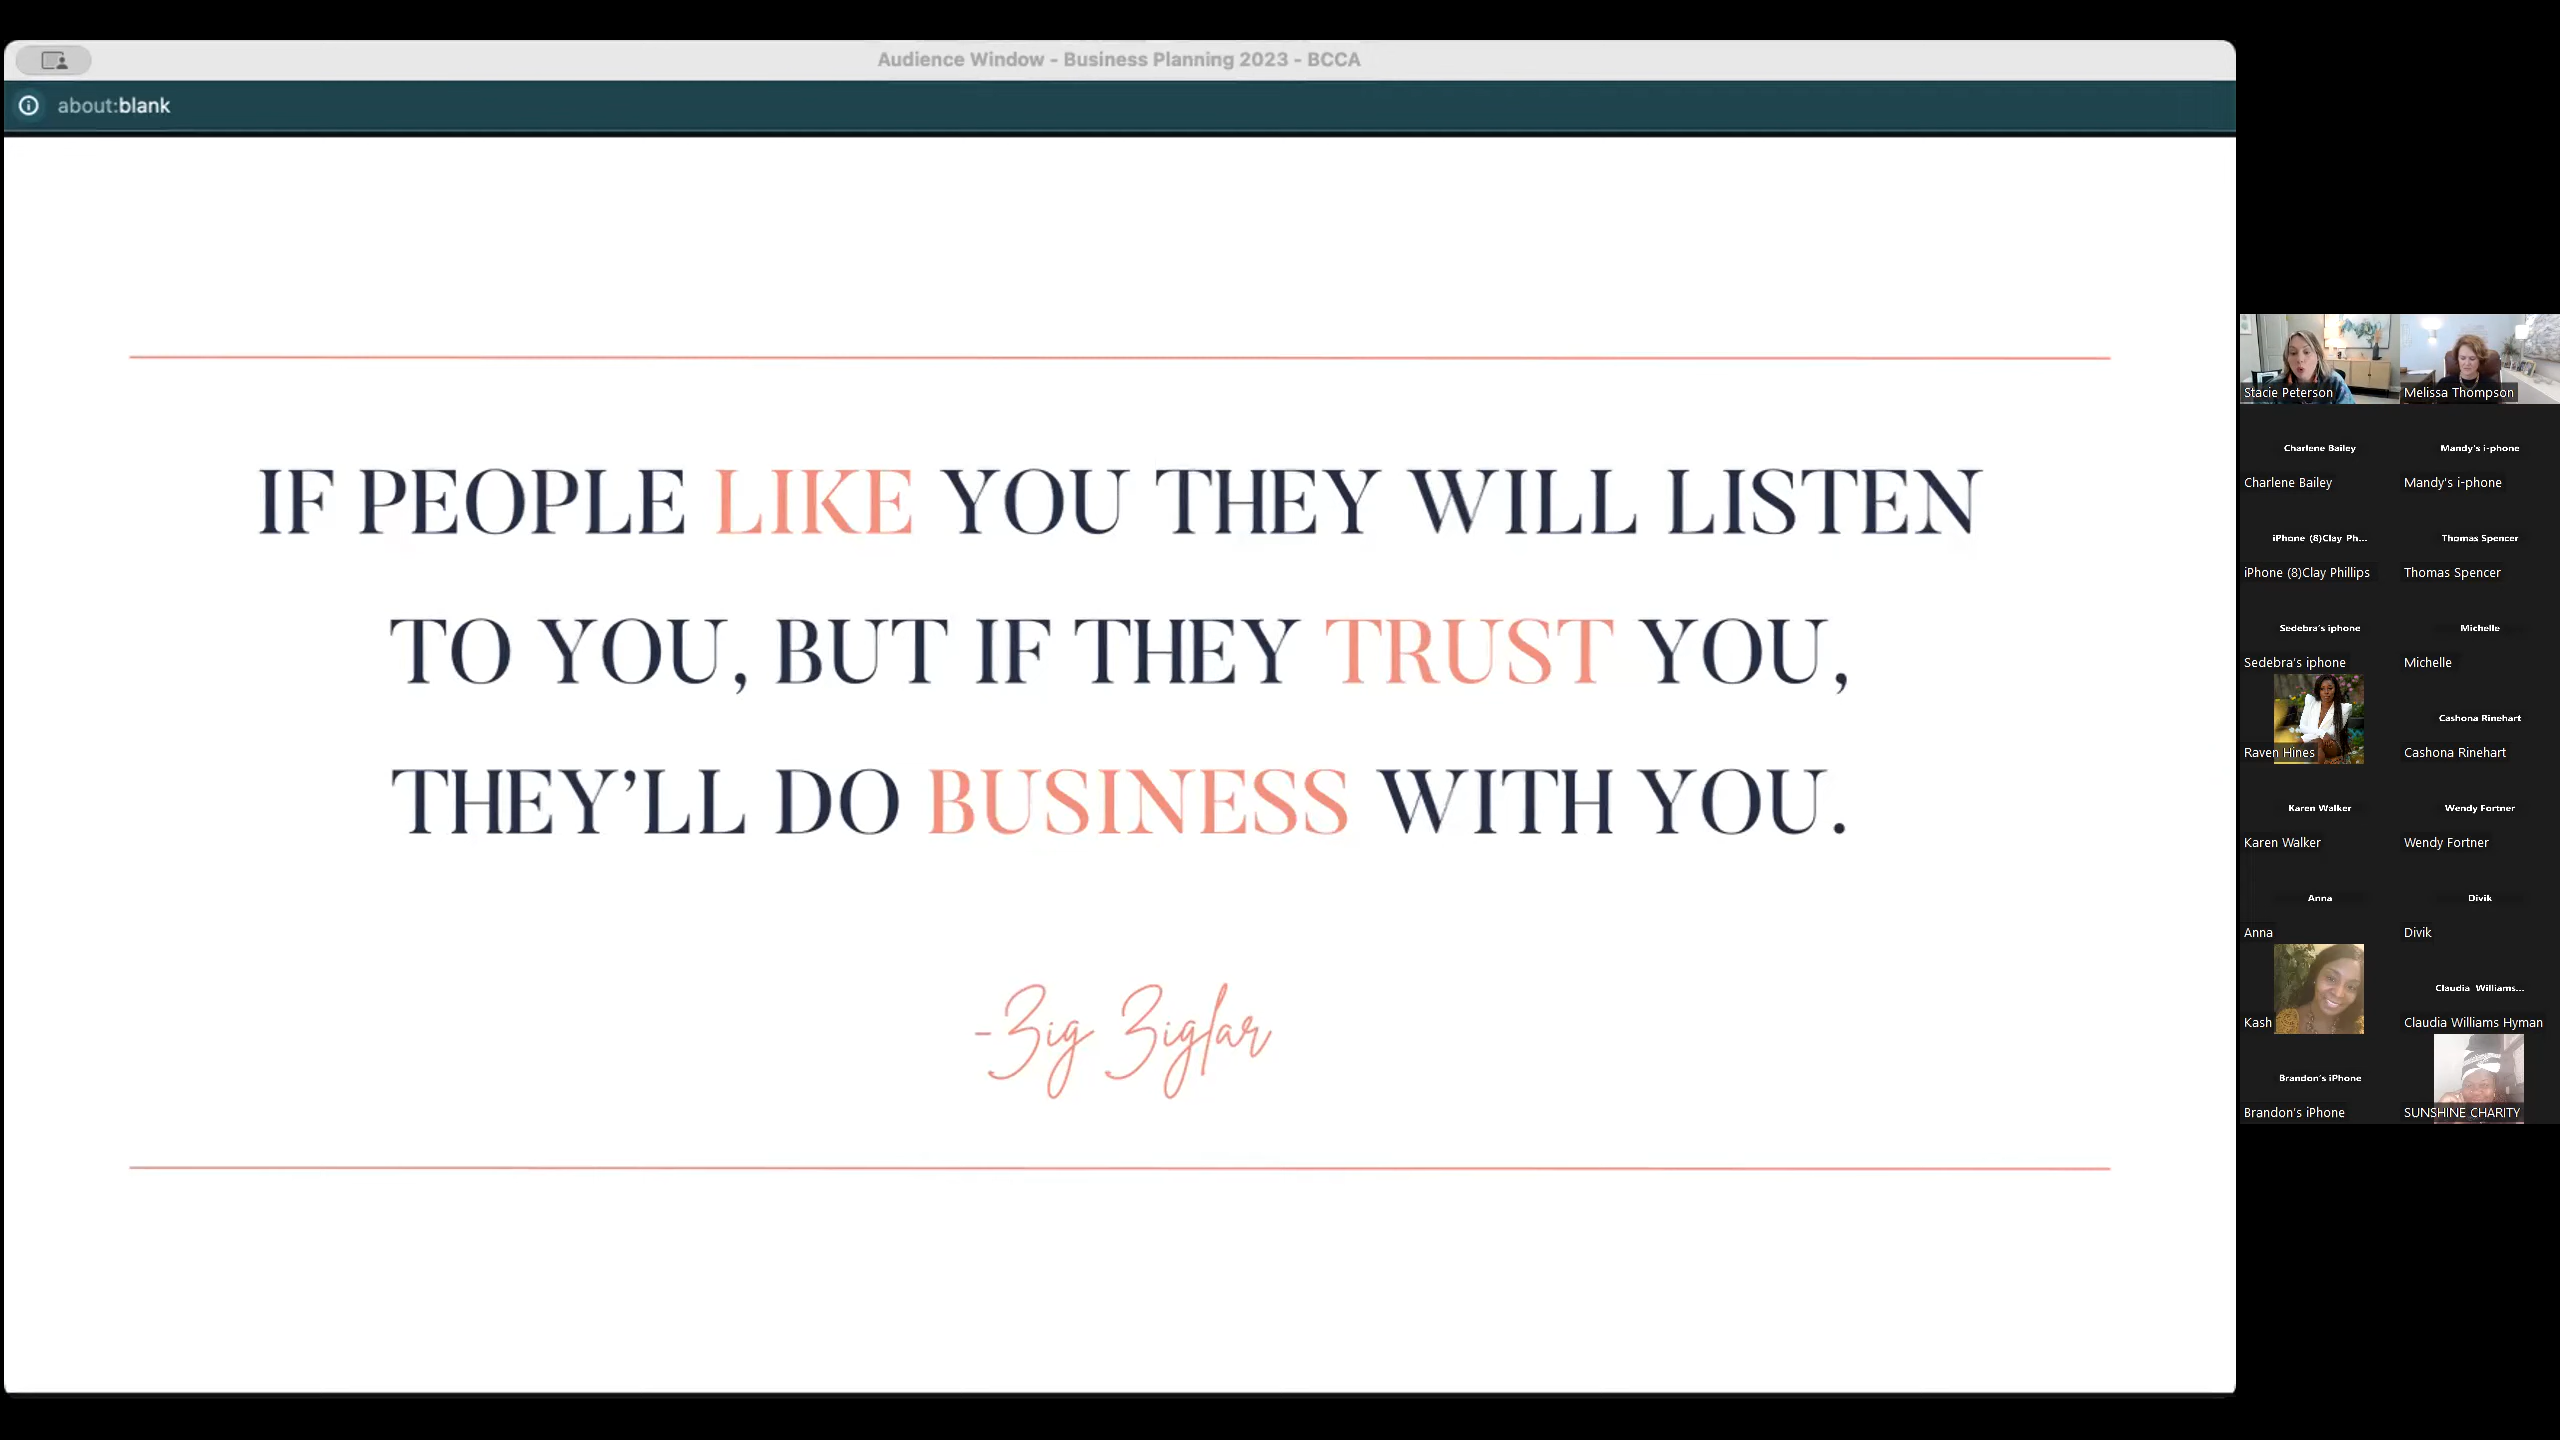 Audience Window - Business Planning 2023 - BCCA
about:blank
IF PEOPLE LIKE YOU THEY WILL LISTEN
TO YOU, BUT IF THEY TRUST YOU,
THEY'LL DO BUSINESS WITH YOU.
-Zig Ziglar
Stacie Peterson
Melissa Thompson
Charlene Bailey
Mandy's i-phone
Charlene Bailey
Mandy's i-phone
iPhone (8)Clay Ph...
Thomas Spencer
iPhone (8)Clay Phillips
Thomas Spencer
Sedebra's iphone
Michelle
Sedebra's iphone
Michelle
Cashona Rinehart
Raven Hines
Cashona Rinehart
Karen Walker
Wendy Fortner
Karen Walker
Wendy Fortner
Anna
Divik
Anna
Divik
Claudia Williams...
Kash
Claudia Williams Hyman
Brandon's iPhone
Brandon's iPhone
SUNSHINE CHARITY